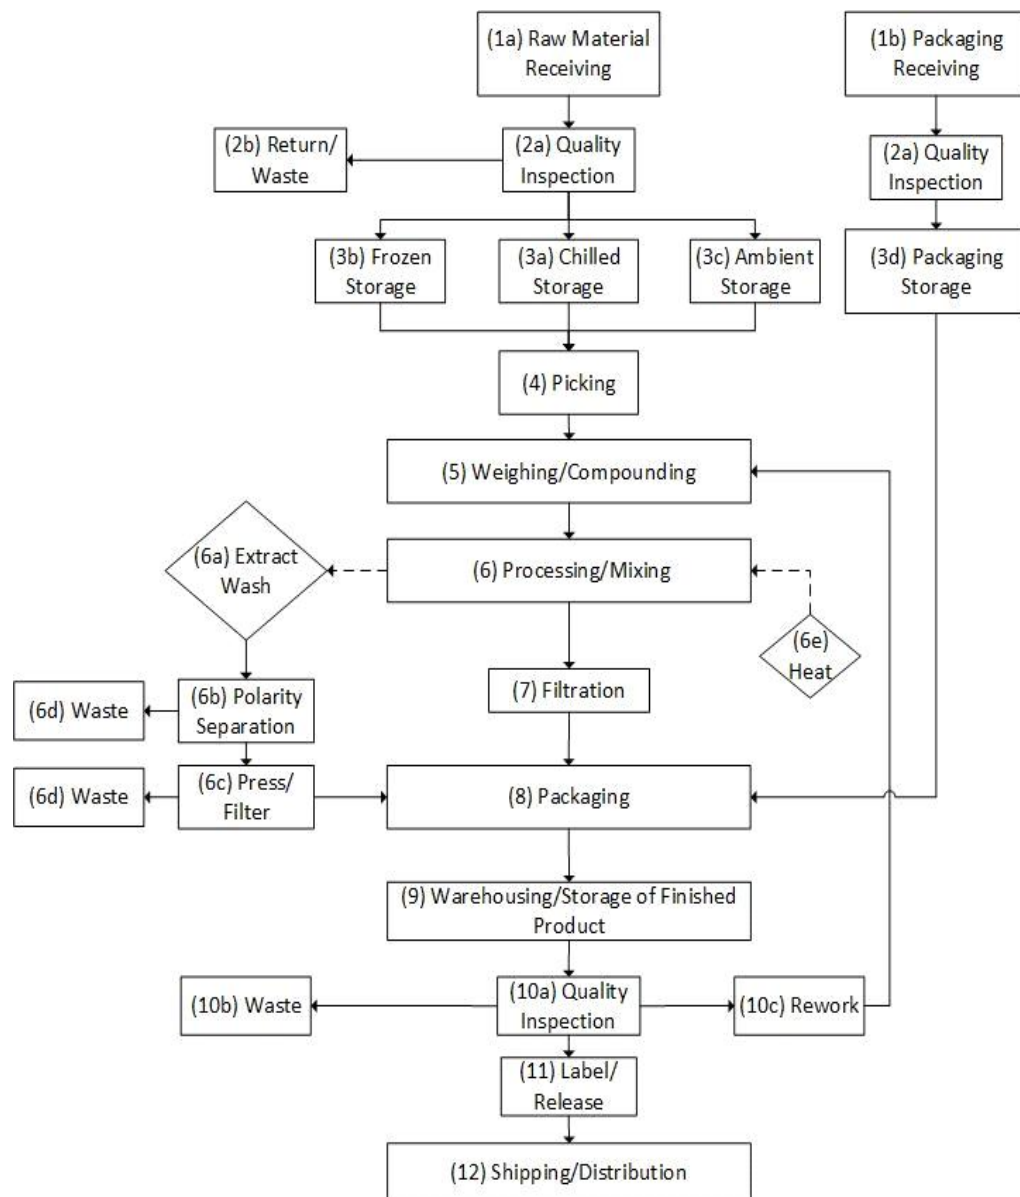 (1a) Raw Material
Receiving
(1b) Packaging
Receiving
(2b) Return/
Waste
(2a) Quality
Inspection
(2a) Quality
Inspection
(3b) Frozen
Storage
(3a) Chilled
Storage
(3c) Ambient
Storage
(3d) Packaging
Storage
(4) Picking
(5) Weighing/Compounding
(6a) Extract
Wash
(6) Processing/Mixing
(6e)
Heat
(6d) Waste
(6b) Polarity
Separation
(7) Filtration
(6d) Waste
(6c) Press/
Filter
(8) Packaging
(9) Warehousing/Storage of Finished
Product
(10b) Waste
(10a) Quality
Inspection
(10c) Rework
(11) Label/
Release
(12) Shipping/Distribution